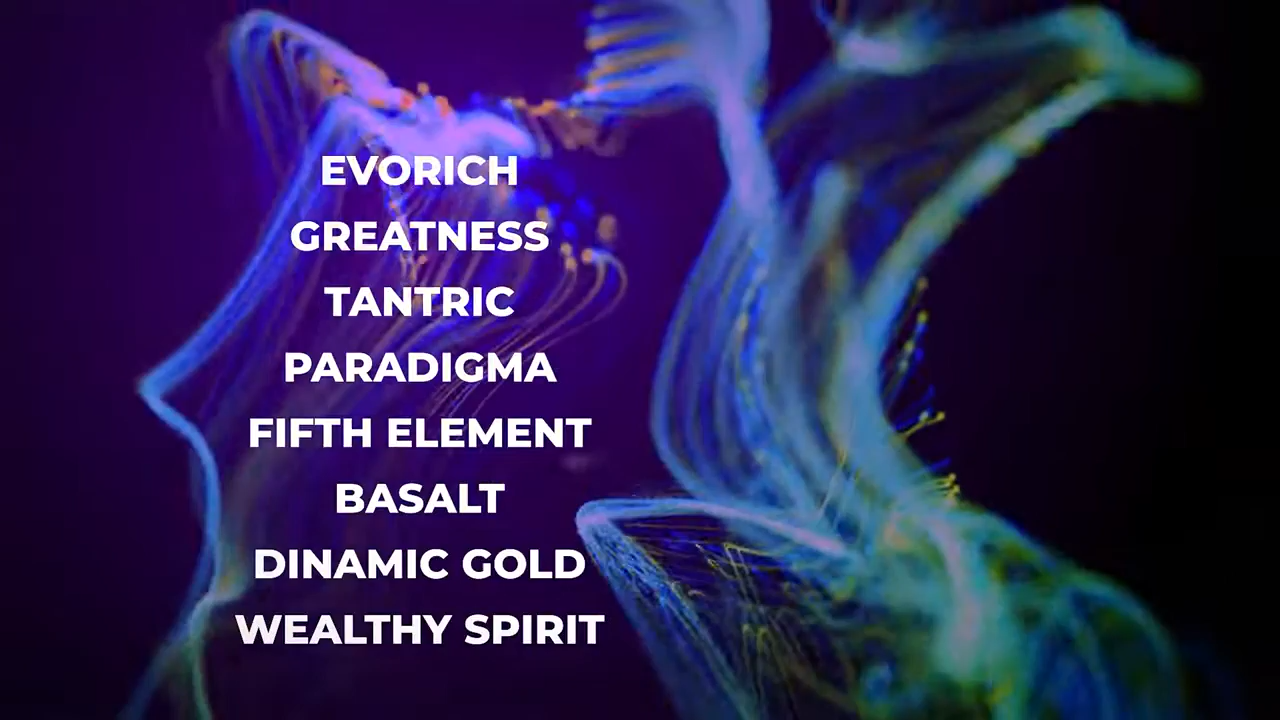 EVORICH
GREATNESS
TANTRIC
PARADIGMA
FIFTH ELEMENT
BASALT
DINAMIC GOLD
WEALTHY SPIRIT